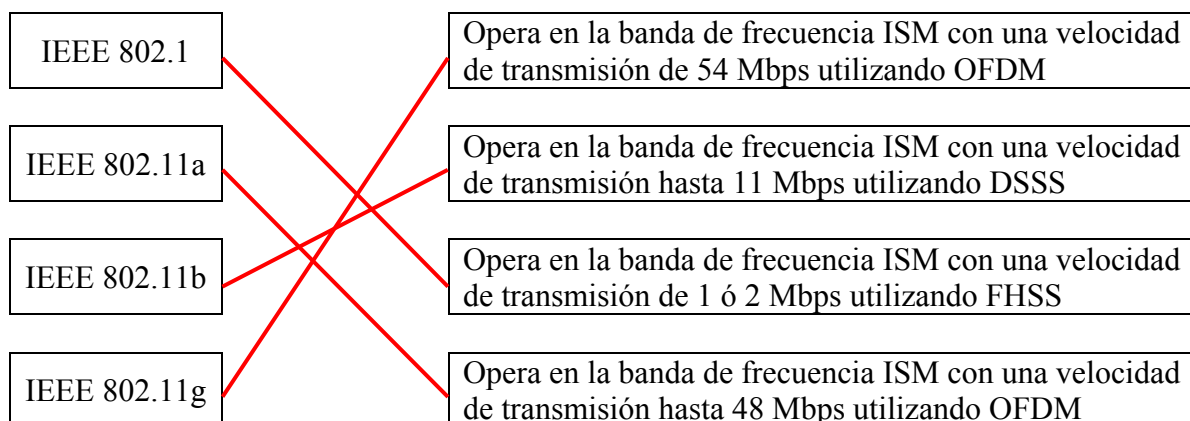 IEEE 802.1
Opera en la banda de frecuencia ISM con una velocidad
de transmisión de 54 Mbps utilizando OFDM
IEEE 802.11a
Opera en la banda de frecuencia ISM con una velocidad
de transmisión hasta 11 Mbps utilizando DSSS
IEEE 802.11b
Opera en la banda de frecuencia ISM con una velocidad
de transmisión de 1 ó 2 Mbps utilizando FHSS
IEEE 802.11g
Opera en la banda de frecuencia ISM con una velocidad
de transmisión hasta 48 Mbps utilizando OFDM